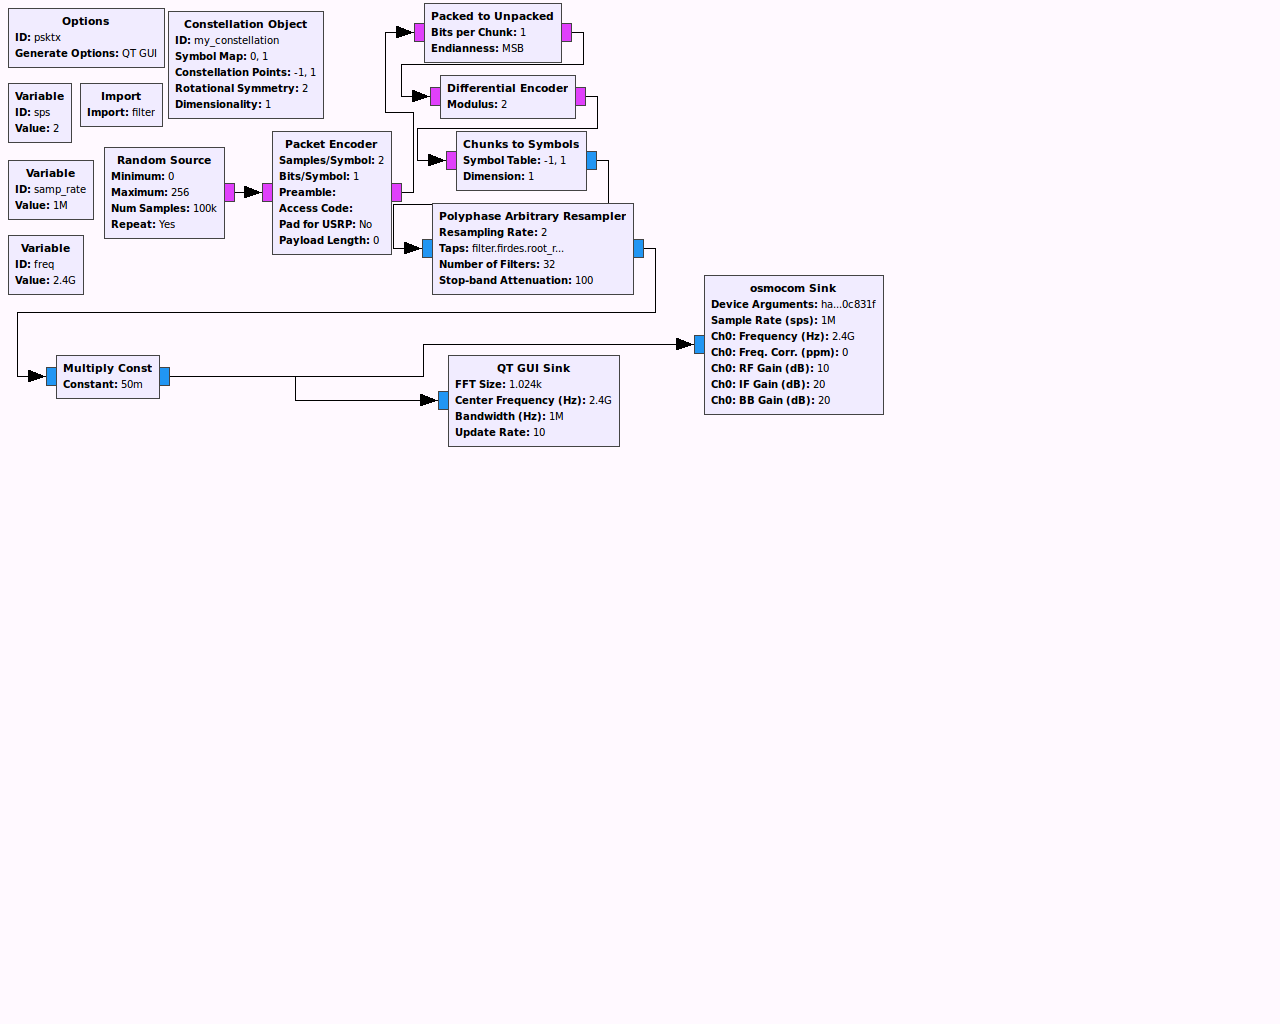 Options
ID: psktx
Generate Options: QT GUI
Constellation Object
ID: my_constellation
Symbol Map: 0, 1
Constellation Points: -1, 1
Rotational Symmetry: 2
Dimensionality: 1
Packed to Unpacked
Bits per Chunk: 1
Endianness: MSB
Variable
ID: sps
Value: 2
Import
Import: filter
Differential Encoder
Modulus: 2
Variable
ID: samp_rate
Value: 1M
Random Source
Minimum: 0
Maximum: 256
Num Samples: 100k
Repeat: Yes
Packet Encoder
Samples/Symbol: 2
Bits/Symbol: 1
Preamble:
Access Code:
Pad for USRP: No
Payload Length: 0
Chunks to Symbols
Symbol Table: -1, 1
Dimension: 1
Variable
ID: freq
Value: 2.4G
Polyphase Arbitrary Resampler
Resampling Rate: 2
Taps: filter.firdes.root_r...
Number of Filters: 32
Stop-band Attenuation: 100
osmocom Sink
Device Arguments: ha...0c831f
Sample Rate (sps): 1M
Ch0: Frequency (Hz): 2.4G
Ch0: Freq. Corr. (ppm): 0
Ch0: RF Gain (dB): 10
Ch0: IF Gain (dB): 20
Ch0: BB Gain (dB): 20
Multiply Const
Constant: 50m
QT GUI Sink
FFT Size: 1.024k
Center Frequency (Hz): 2.4G
Bandwidth (Hz): 1M
Update Rate: 10